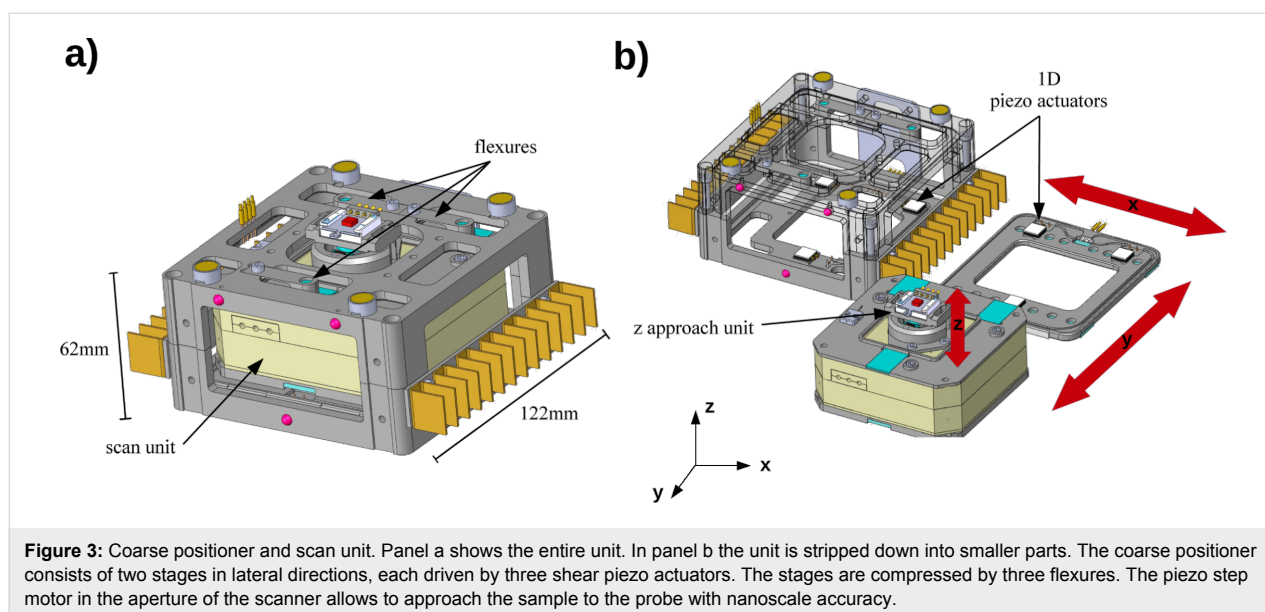 a)
flexures
62mm
122mm
scan unit
b)
1D
piezo actuators
x
z approach unit
z
y
z
x
y
Figure 3: Coarse positioner and scan unit. Panel a shows the entire unit. In panel b the unit is stripped down into smaller parts. The coarse positioner
consists of two stages in lateral directions, each driven by three shear piezo actuators. The stages are compressed by three flexures. The piezo step
motor in the aperture of the scanner allows to approach the sample to the probe with nanoscale accuracy.